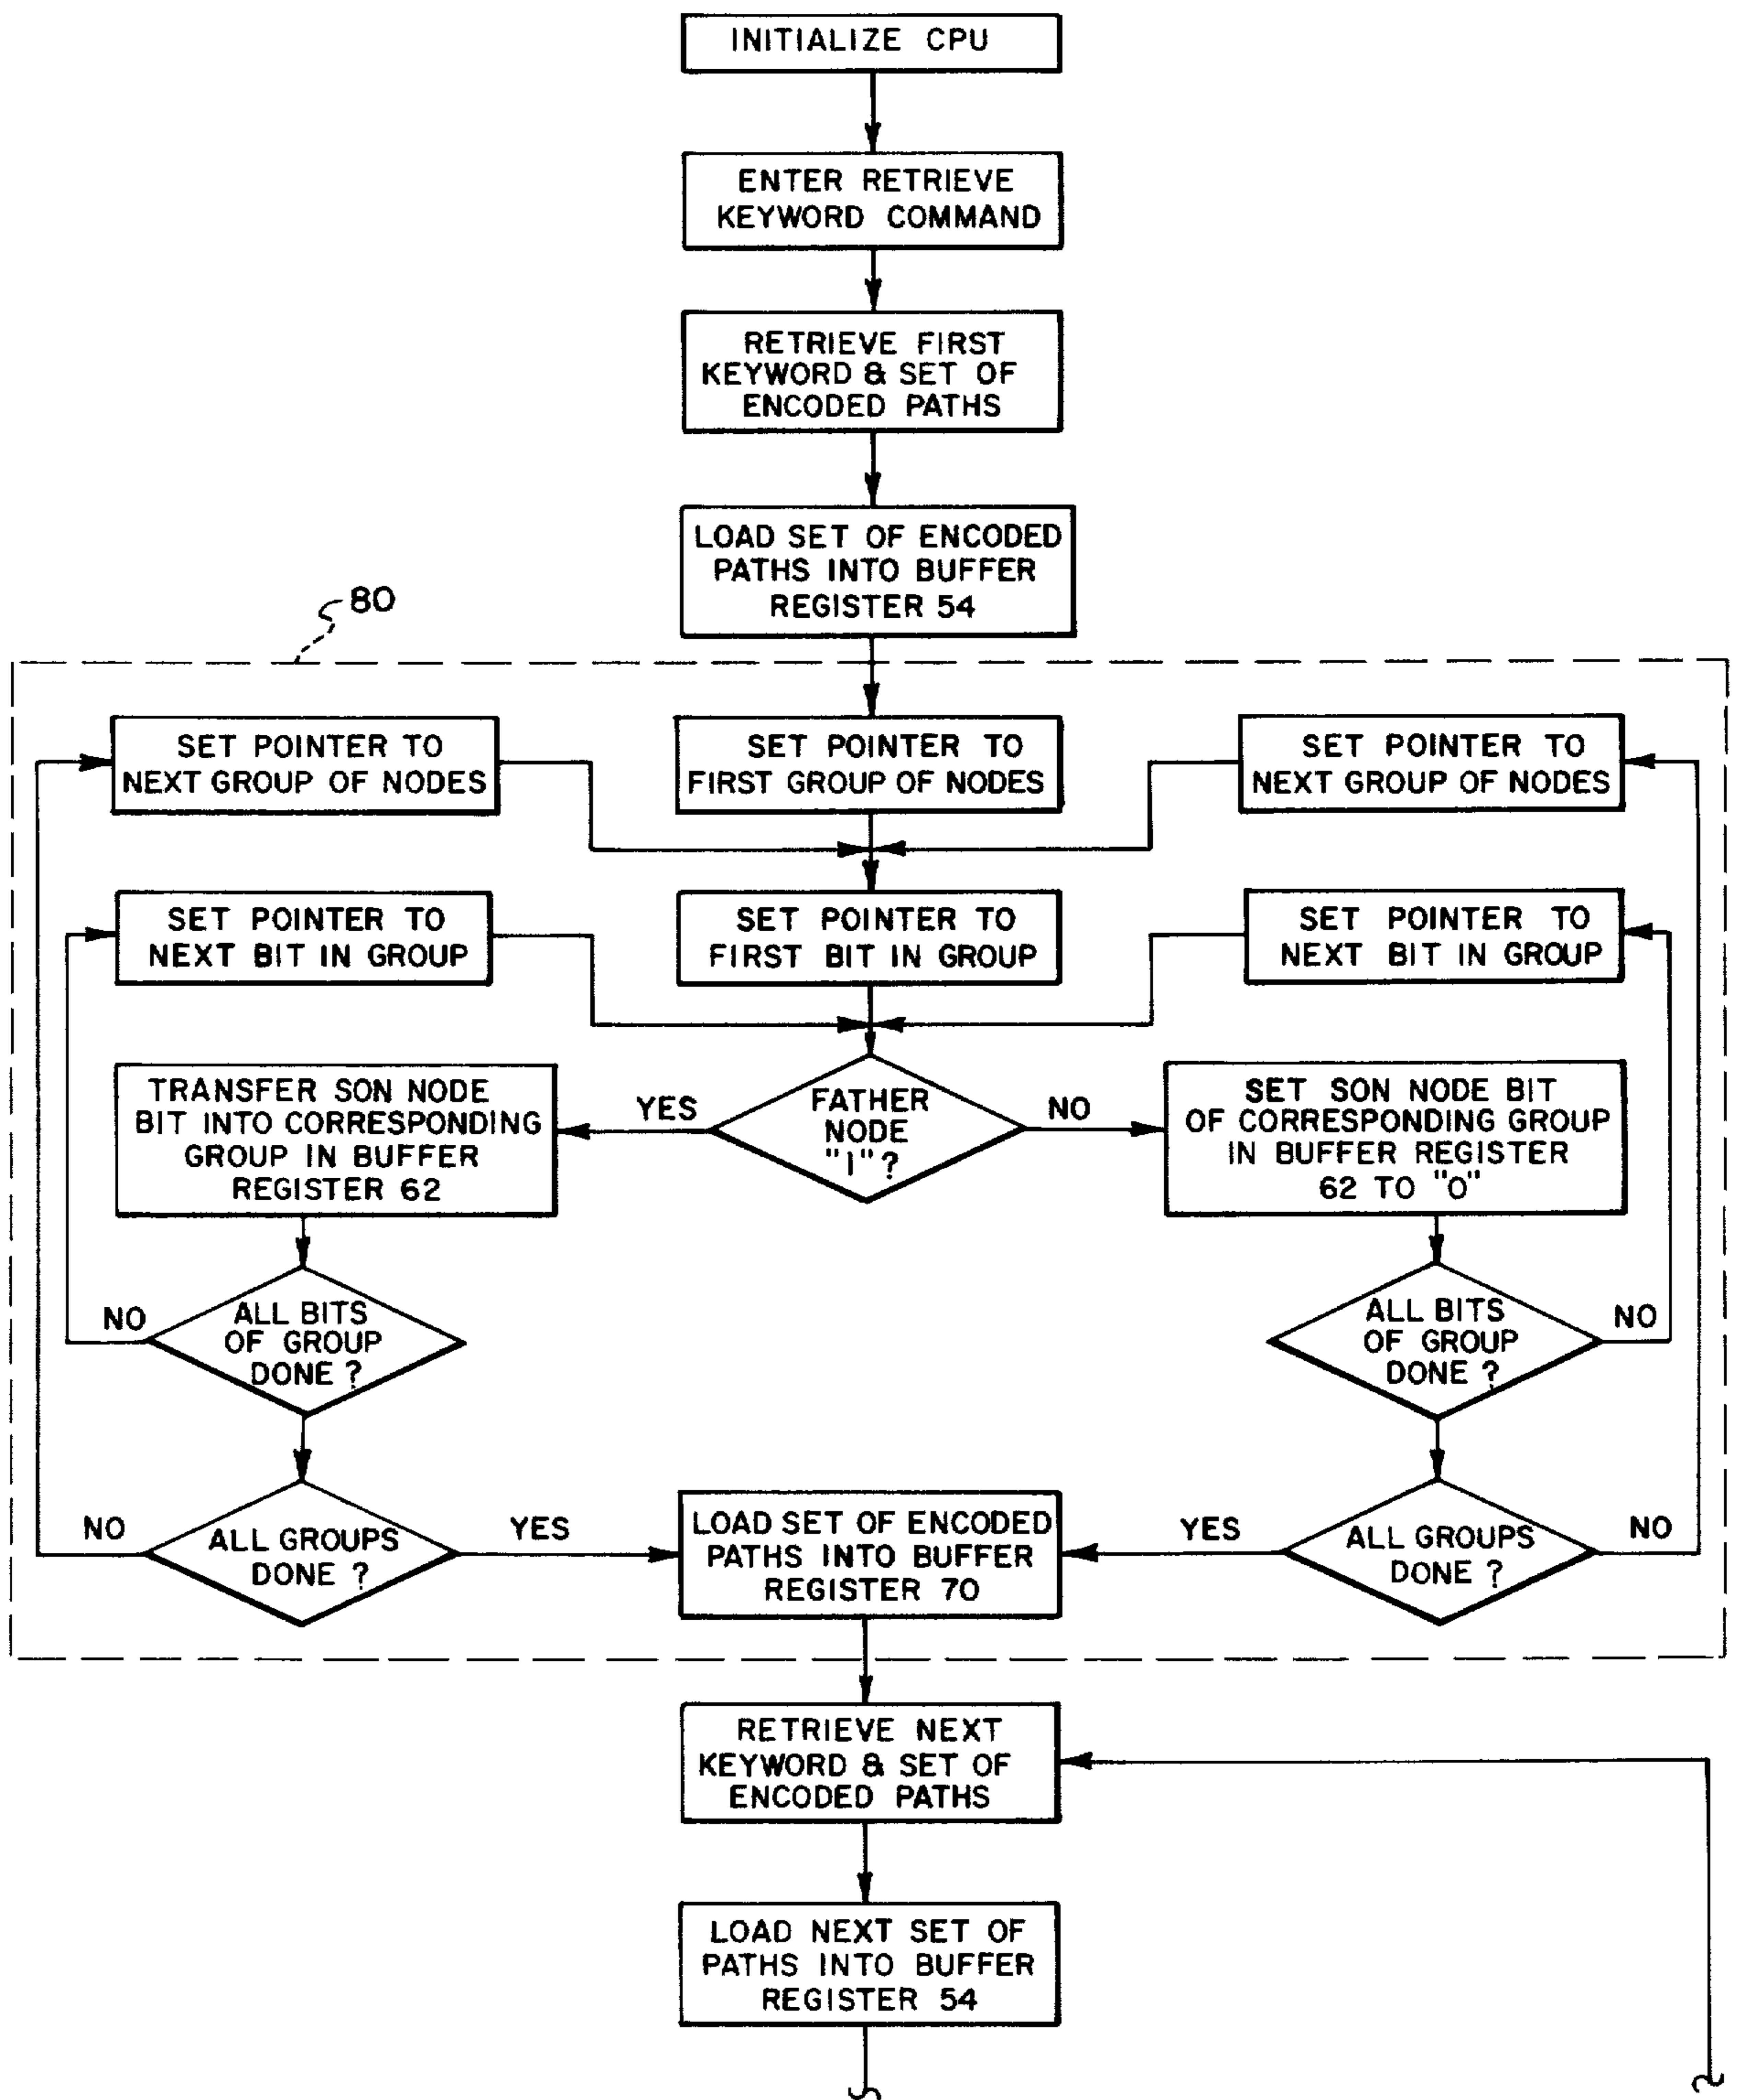 INITIALIZE CPU
ENTER RETRIEVE
KEYWORD COMMAND
RETRIEVE FIRST
KEYWORD & SET OF
ENCODED PATHS
LOAD SET OF ENCODED
PATHS INTO BUFFER
REGISTER 54
80
SET POINTER TO
NEXT GROUP OF NODES
SET POINTER TO
FIRST GROUP OF NODES
SET POINTER TO
NEXT GROUP OF NODES
SET POINTER TO
NEXT BIT IN GROUP
SET POINTER TO
FIRST BIT IN GROUP
SET POINTER TO
NEXT BIT IN GROUP
TRANSFER SON NODE
BIT INTO CORRESPONDING
GROUP IN BUFFER
REGISTER 62
YES
FATHER
NODE
"1"?
NO
SET SON NODE BIT
OF CORRESPONDING GROUP
IN BUFFER REGISTER
62 TO "0"
NO
ALL BITS
OF GROUP
DONE ?
ALL BITS
OF GROUP
DONE ?
NO
NO
ALL GROUPS
DONE ?
YES
LOAD SET OF ENCODED
PATHS INTO BUFFER
REGISTER 70
YES
ALL GROUPS
DONE ?
NO
RETRIEVE NEXT
KEYWORD & SET OF
ENCODED PATHS
LOAD NEXT SET OF
PATHS INTO BUFFER
REGISTER 54